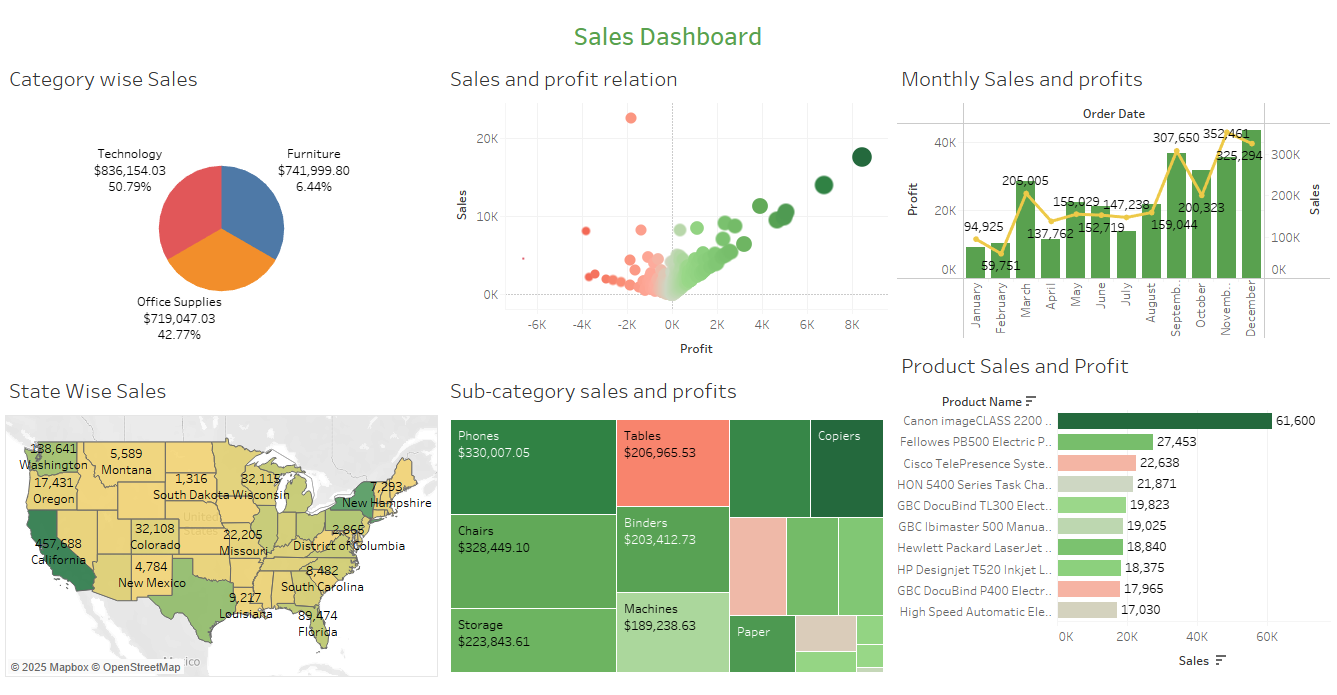 Sales Dashboard
Category wise Sales
Technology
$836,154.03
50.79%
Furniture
$741,999.80
6.44%
Office Supplies
$719,047.03
42.77%
Sales and profit relation
Sales
20K
10K
0K
-6K
-4K
-2K
0K
2K
4K
6K
8K
Profit
Monthly Sales and profits
Order Date
Profit
40K
20K
0K
94,925
59,751
205,005
137,762
155,029
152,719
147,238
159,044
307,650
200,323
352,461
325,294
300K
200K
100K
0K
Sales
January
February
March
April
May
June
July
August
Septemb..
October
Novemb..
December
State Wise Sales
138,641
Washington
5,589
Montana
17,431
Oregon
1,316
South Dakota
32,115
Wisconsin
7,293
New Hampshire
United
States
457,688
California
32,108
Colorado
22,205
Missouri
2,865
District of Columbia
4,784
New Mexico
8,482
South Carolina
9,217
Louisiana
89,474
Florida
Mexico
© 2025 Mapbox © OpenStreetMap
Sub-category sales and profits
Phones
$330,007.05
Chairs
$328,449.10
Storage
$223,843.61
Tables
$206,965.53
Binders
$203,412.73
Machines
$189,238.63
Copiers
Paper
Product Sales and Profit
Product Name
Canon imageCLASS 2200 ..
61,600
Fellowes PB500 Electric P..
27,453
Cisco TelePresence Syste..
22,638
HON 5400 Series Task Cha..
21,871
GBC DocuBind TL300 Elect..
19,823
GBC Ibimaster 500 Manua..
19,025
Hewlett Packard LaserJet ..
18,840
HP Designjet T520 Inkjet L..
18,375
GBC DocuBind P400 Electr..
17,965
High Speed Automatic Ele..
17,030
0K
20K
40K
60K
Sales